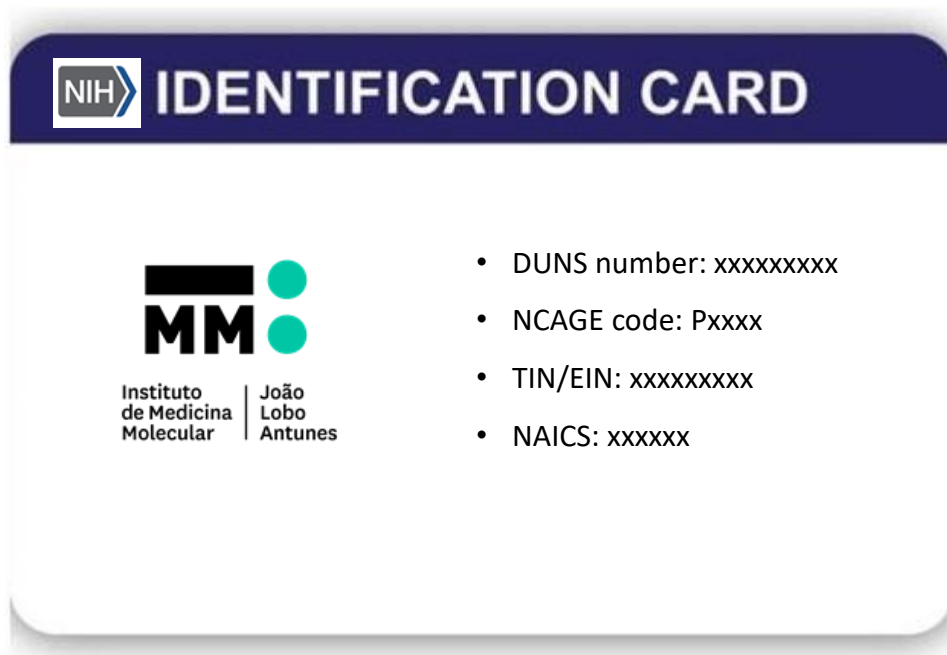 NIH IDENTIFICATION CARD
MM
Instituto João
de Medicina Lobo
Molecular Antunes
• DUNS number: xxxxxxxxx
• NCAGE code: Pxxxx
• TIN/EIN: xxxxxxxxx
• NAICS: xxxxxx